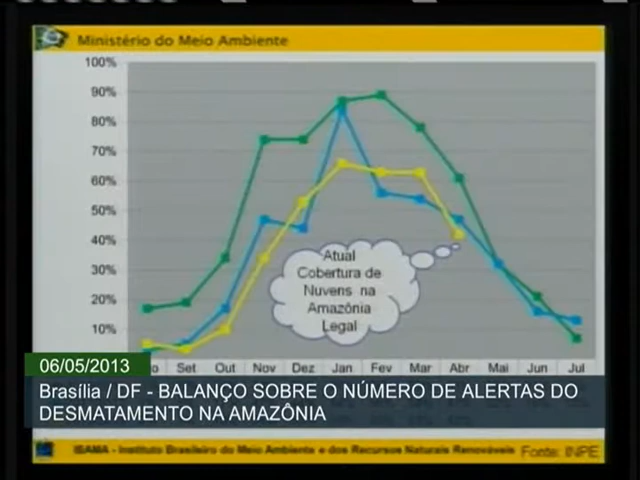 Ministério do Meio Ambiente
100%
90%
80%
70%
60%
50%
40%
30%
20%
10%
Atual
Cobertura de
Nuvens na
Amazônia
Legal
Set Out Nov Dez Jan Fev Mar Abr Mai Jun Jul
06/05/2013
Brasília / DF - BALANÇO SOBRE O NÚMERO DE ALERTAS DO
DESMATAMENTO NA AMAZÔNIA
IBAMA - Instituto Brasileiro do Meio Ambiente e dos Recursos Naturais Renováveis Fonte: INPE